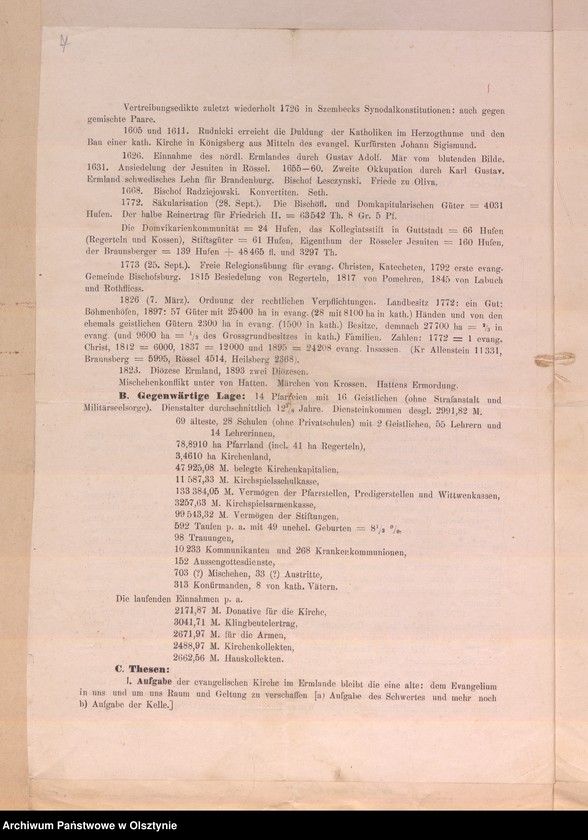 4
Vertreibungsedikte zuletzt wiederholt 1726 in Szembecks Synodalkonstitutionen: auch gegen
gemischte Paare.
1605 und 1611. Rudnicki erreicht die Duldung der Katholiken im Herzogthume und den
Bau einer kath. Kirche in Königsberg aus Mitteln des evangel. Kurfürsten Johann Sigismund.
1626. Einnahme des nördl. Ermlandes durch Gustav Adolf. Mär vom blutenden Bilde.
1631. Ansiedelung der Jesuiten in Rössel. 1655—60. Zweite Okkupation durch Karl Gustav.
Ermland schwedisches Lehn für Brandenburg. Bischof Lesczynski. Friede zu Oliva.
1668. Bischof Radziejowski. Konvertiten. Seth.
1772. Säkularisation (28. Sept.). Die Bischöfl. und Domkapitularischen Güter = 4031
Hufen. Der halbe Reinertrag für Friedrich II. = 63542 Th. 8 Gr. 5 Pf.
Die Domvikarienkommunität = 24 Hufen, das Kollegiatsstift in Guttstadt = 66 Hufen
(Regerteln und Kossen), Stiftsgüter = 61 Hufen, Eigenthum der Rösseler Jesuiten = 160 Hufen,
der Braunsberger = 139 Hufen + 48465 fl. und 3297 Th.
1773 (25. Sept.). Freie Religionsübung für evang. Christen, Katecheten, 1792 erste evang.
Gemeinde Bischofsburg. 1815 Besiedelung von Regerteln, 1817 von Pomehren, 1845 von Labuch
und Rothfliess.
1826 (7. März). Ordnung der rechtlichen Verpflichtungen. Landbesitz 1772: ein Gut:
Böhmenhöfen, 1897: 57 Güter mit 25400 ha in evang. (28 mit 8100 ha in kath.) Händen und von den
ehemals geistlichen Gütern 2300 ha in evang. (1500 in kath.) Besitze, demnach 27700 ha = 2/3 in
evang. (und 9600 ha = 1/3 des Grossgrundbesitzes in kath.) Familien. Zahlen: 1772 = 1 evang.
Christ, 1812 = 6000, 1837 = 12000 und 1895 = 24208 evang. Insassen. (Kr Allenstein 11331,
Braunsberg = 5995, Rössel 4514, Heilsberg 2368).
1823. Diözese Ermland, 1893 zwei Diözesen.
Mischehenkonflikt unter von Hatten. Märchen von Krossen. Hattens Ermordung.
B. Gegenwärtige Lage: 14 Pfarreien mit 16 Geistlichen (ohne Strafanstalt und
Militärseelsorge). Dienstalter durchschnittlich 12 Jahre. Diensteinkommen desgl. 2991,82 M.
69 älteste, 28 Schulen (ohne Privatschulen) mit 2 Geistlichen, 55 Lehrern und
14 Lehrerinnen,
78,8910 ha Pfarrland (incl. 41 ha Regerteln),
3,4610 ha Kirchenland,
47 925,08 M. belegte Kirchenkapitalien,
11 587,33 M. Kirchspielsschulkasse,
133 384,05 M. Vermögen der Pfarrstellen, Predigerstellen und Wittwenkassen,
3257,63 M. Kirchspielsarmenkasse,
99 543,32 M. Vermögen der Stiftungen,
592 Taufen p. a. mit 49 unehel. Geburten = 8 1/3 %.
98 Trauungen,
10 233 Kommunikanten und 268 Krankenkommunionen,
152 Aussengottesdienste,
703 (?) Mischehen, 33 (?) Austritte,
313 Konfirmanden, 8 von kath. Vätern.
Die laufenden Einnahmen p. a.
2171,87 M. Donative für die Kirche,
3041,71 M. Klingbeutelertrag,
2671,97 M. für die Armen,
2488,97 M. Kirchenkollekten,
2662,56 M. Hauskollekten.
C. Thesen:
I. Aufgabe der evangelischen Kirche im Ermlande bleibt die eine alte: dem Evangelium
in uns und um uns Raum und Geltung zu verschaffen [a) Aufgabe des Schwertes und mehr noch
b) Aufgabe der Kelle.]
Archiwum Państwowe w Olsztynie